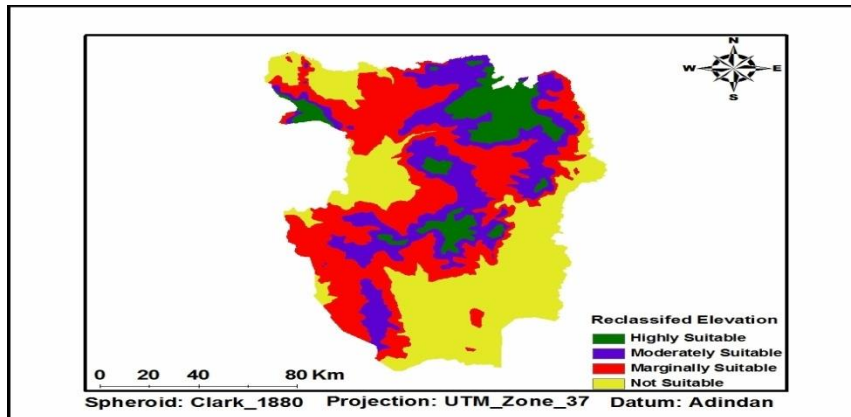 N
W E
S
Reclassifed Elevation
Highly Suitable
Moderately Suitable
Marginally Suitable
Not Suitable
0 20 40 80 Km
Spheroid: Clark_1880 Projection: UTM_Zone_37 Datum: Adindan